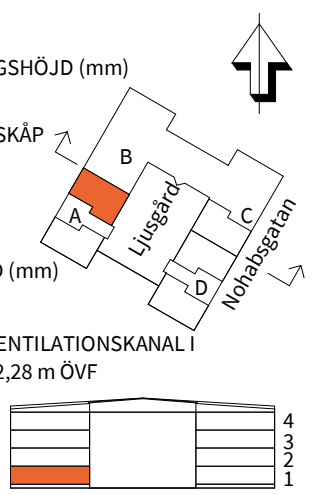 GSHÖJD (mm)
SKÅP
B
A
Ljusgård
C
Nohabsgatan
D (mm)
D
ENTILATIONSKANAL I
2,28 m ÖVF
4
3
2
1